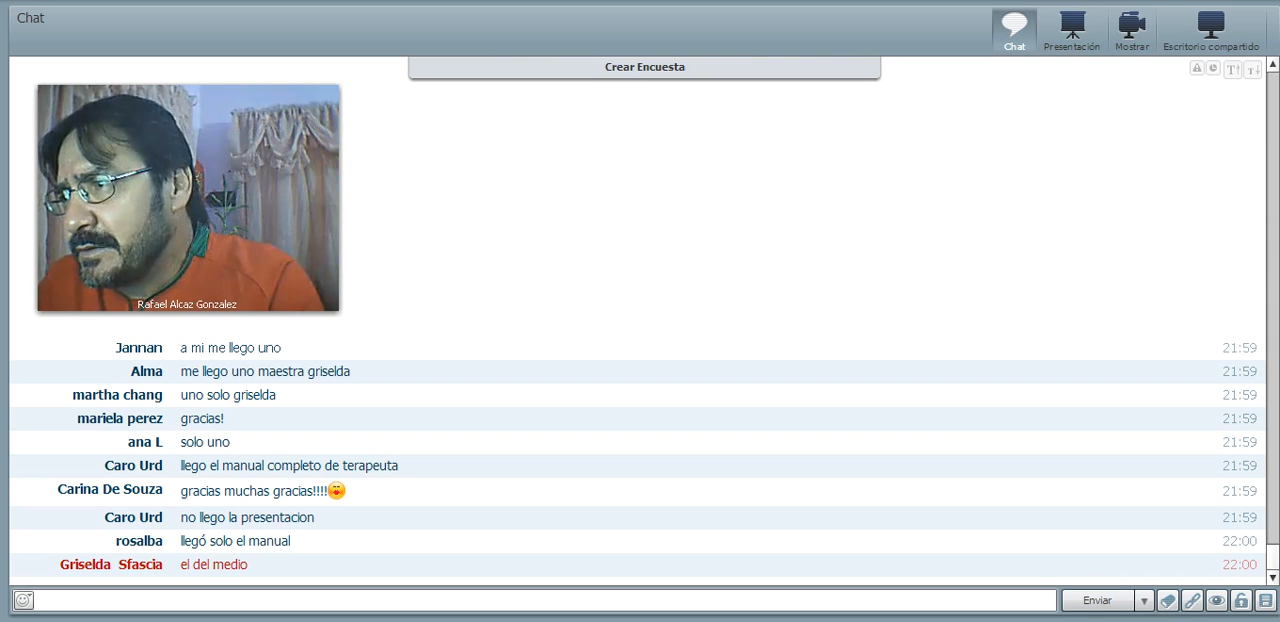 Chat
Chat
Presentación
Mostrar
Escritorio compartido
Crear Encuesta
T↑ T↓
Rafael Alcaz Gonzalez
Jannan a mi me llego uno 21:59
Alma me llego uno maestra griselda 21:59
martha chang uno solo griselda 21:59
mariela perez gracias! 21:59
ana L solo uno 21:59
Caro Urd llego el manual completo de terapeuta 21:59
Carina De Souza gracias muchas gracias!!!! 21:59
Caro Urd no llego la presentacion 21:59
rosalba llegó solo el manual 22:00
Griselda Sfascia el del medio 22:00
Enviar